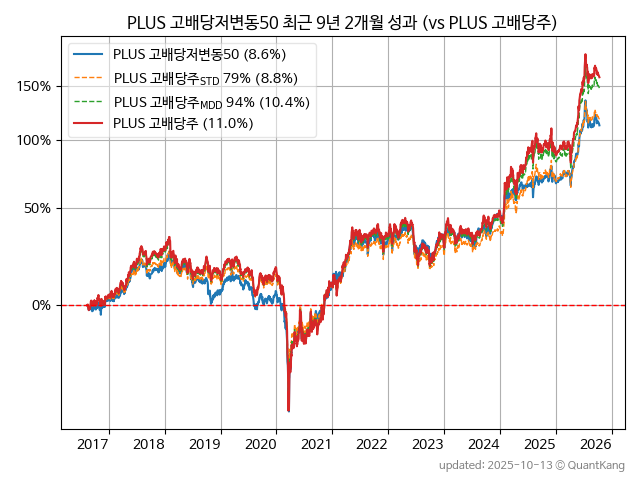 PLUS 고배당저변동50 최근 9년 2개월 성과 (vs PLUS 고배당주)
PLUS 고배당저변동50 (8.6%)
PLUS 고배당주STD 79% (8.8%)
PLUS 고배당주MDD 94% (10.4%)
PLUS 고배당주 (11.0%)
150%
100%
50%
0%
2017 2018 2019 2020 2021 2022 2023 2024 2025 2026
updated: 2025-10-13 © QuantKang